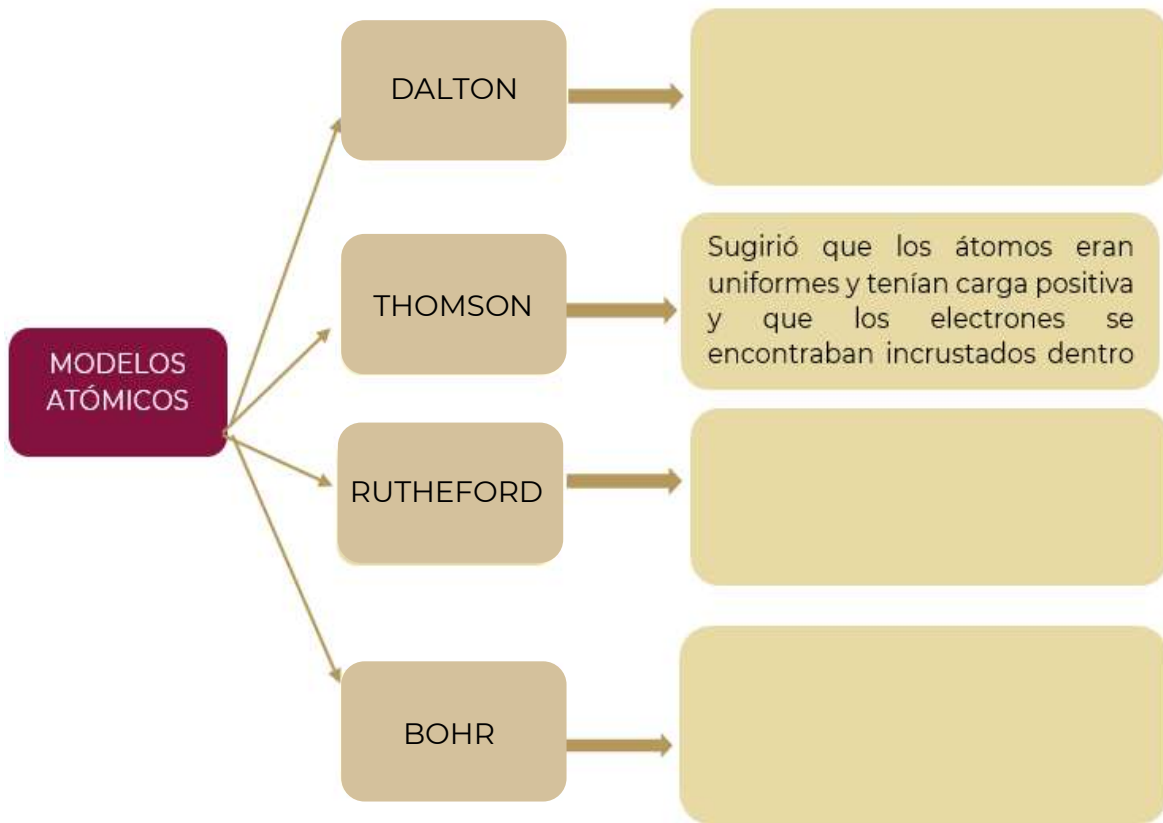 MODELOS
ATÓMICOS
DALTON
THOMSON
Sugirió que los átomos eran
uniformes y tenían carga positiva
y que los electrones se
encontraban incrustados dentro
RUTHEFORD
BOHR